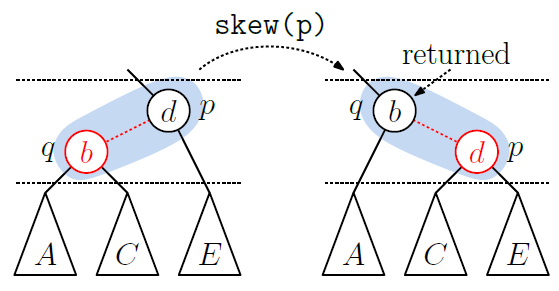 skew(p)
returned
d p q b
q b d p
A C E A C E